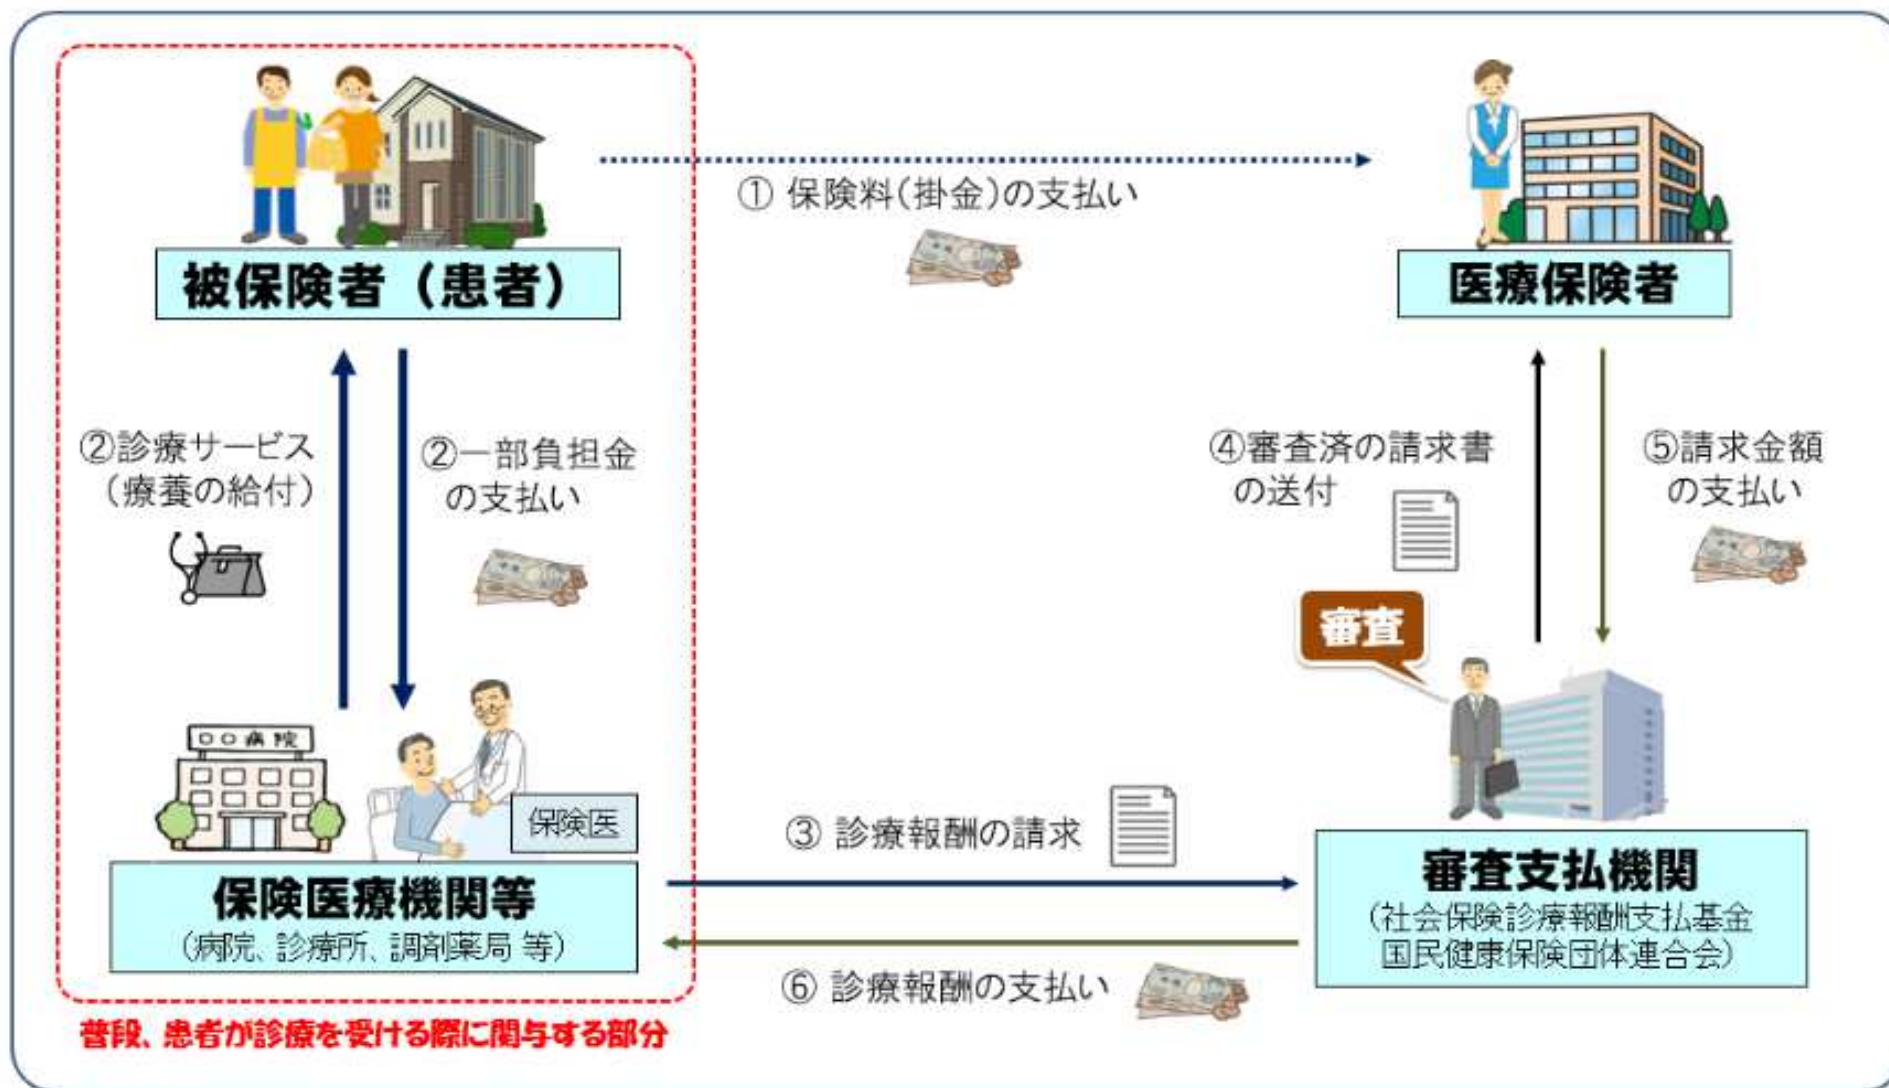 ① 保険料(掛金)の支払い
被保険者（患者）
医療保険者
②診療サービス
（療養の給付）
②一部負担金
の支払い
④審査済の請求書
の送付
⑤請求金額
の支払い
審査
□□病院
保険医
③ 診療報酬の請求
保険医療機関等
（病院、診療所、調剤薬局 等）
審査支払機関
（社会保険診療報酬支払基金
国民健康保険団体連合会）
⑥ 診療報酬の支払い
普段、患者が診療を受ける際に関与する部分